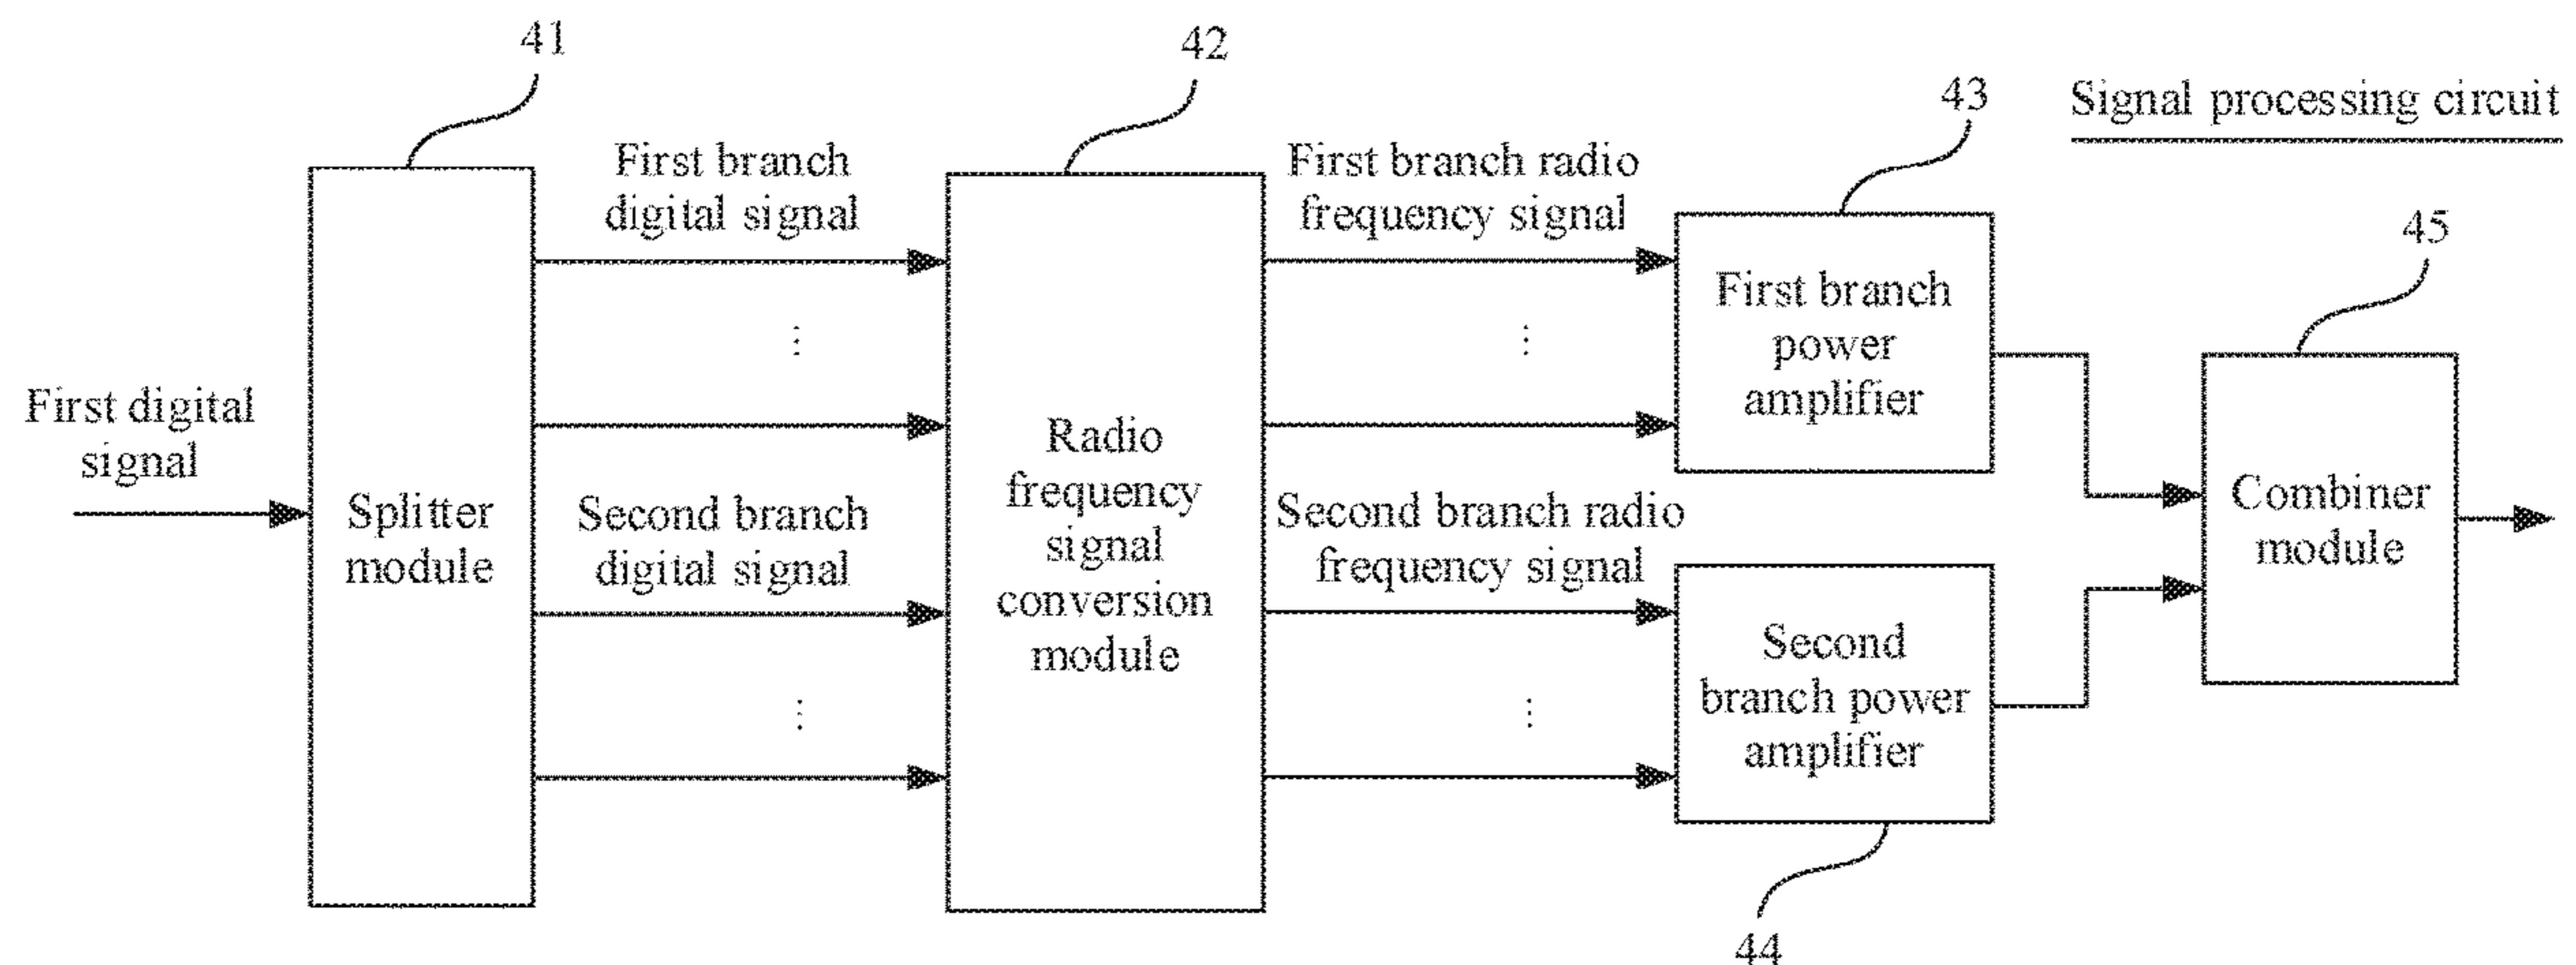 41
42
43
Signal processing circuit
First branch
digital signal
First branch radio
frequency signal
45
First branch
power
amplifier
First digital
signal
Splitter
module
Second branch
digital signal
Radio
frequency
signal
conversion
module
Second branch radio
frequency signal
Combiner
module
Second
branch power
amplifier
44